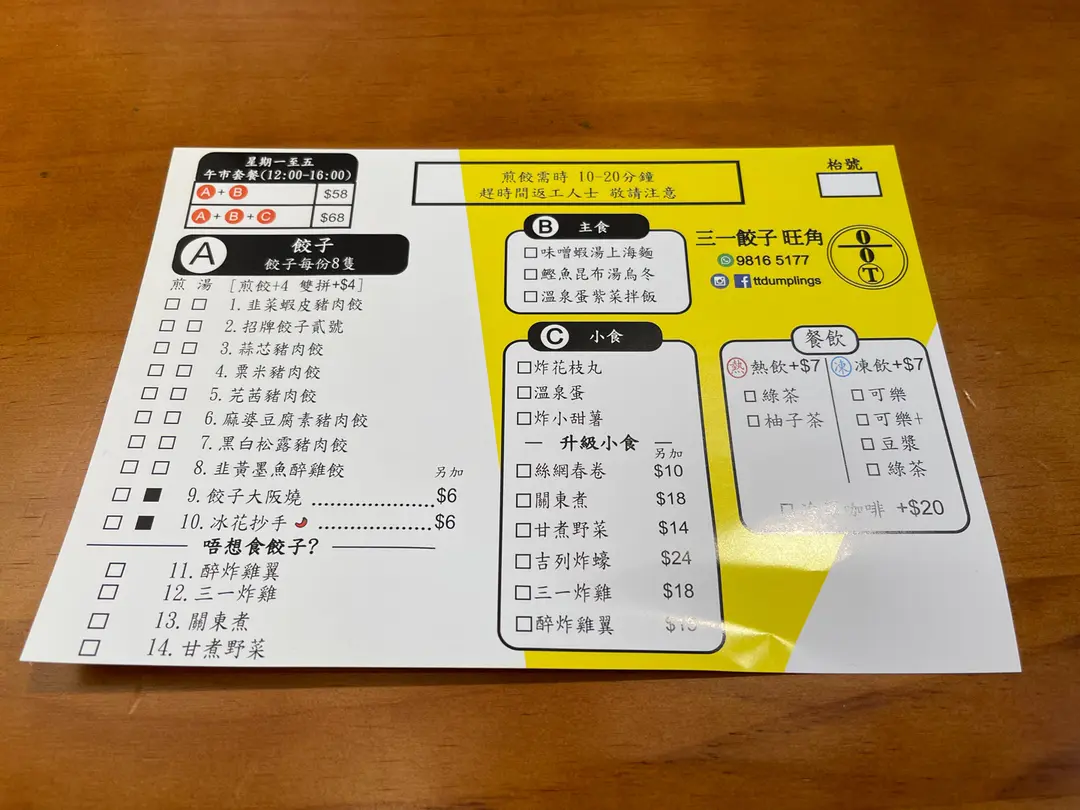 星期一至五
午市套餐(12:00-16:00)
A + B $58
A + B + C $68
煎餃需時 10-20分鐘
趕時間返工人士 敬請注意
枱號
A 餃子
餃子每份8隻
煎 湯 [煎餃+4 雙拼+$4]
1. 韭菜蝦皮豬肉餃
2. 招牌餃子貳號
3. 蒜芯豬肉餃
4. 粟米豬肉餃
5. 芫茜豬肉餃
6. 麻婆豆腐素豬肉餃
7. 黑白松露豬肉餃
8. 韭黃墨魚醉雞餃
另加
9. 餃子大阪燒 $6
10. 冰花抄手 $6
唔想食餃子?
11. 醉炸雞翼
12. 三一炸雞
13. 關東煮
14. 甘煮野菜
B 主食
味噌蝦湯上海麵
鰹魚昆布湯烏冬
溫泉蛋紫菜拌飯
C 小食
炸花枝丸
溫泉蛋
炸小甜薯
升級小食
另加
絲網春卷 $10
關東煮 $18
甘煮野菜 $14
吉列炸蠔 $24
三一炸雞 $18
醉炸雞翼
三一餃子 旺角
9816 5177
ttdumplings
OOT
餐飲
熱 熱飲+$7
綠茶
柚子茶
凍 凍飲+$7
可樂
可樂+
豆漿
綠茶
咖啡 +$20